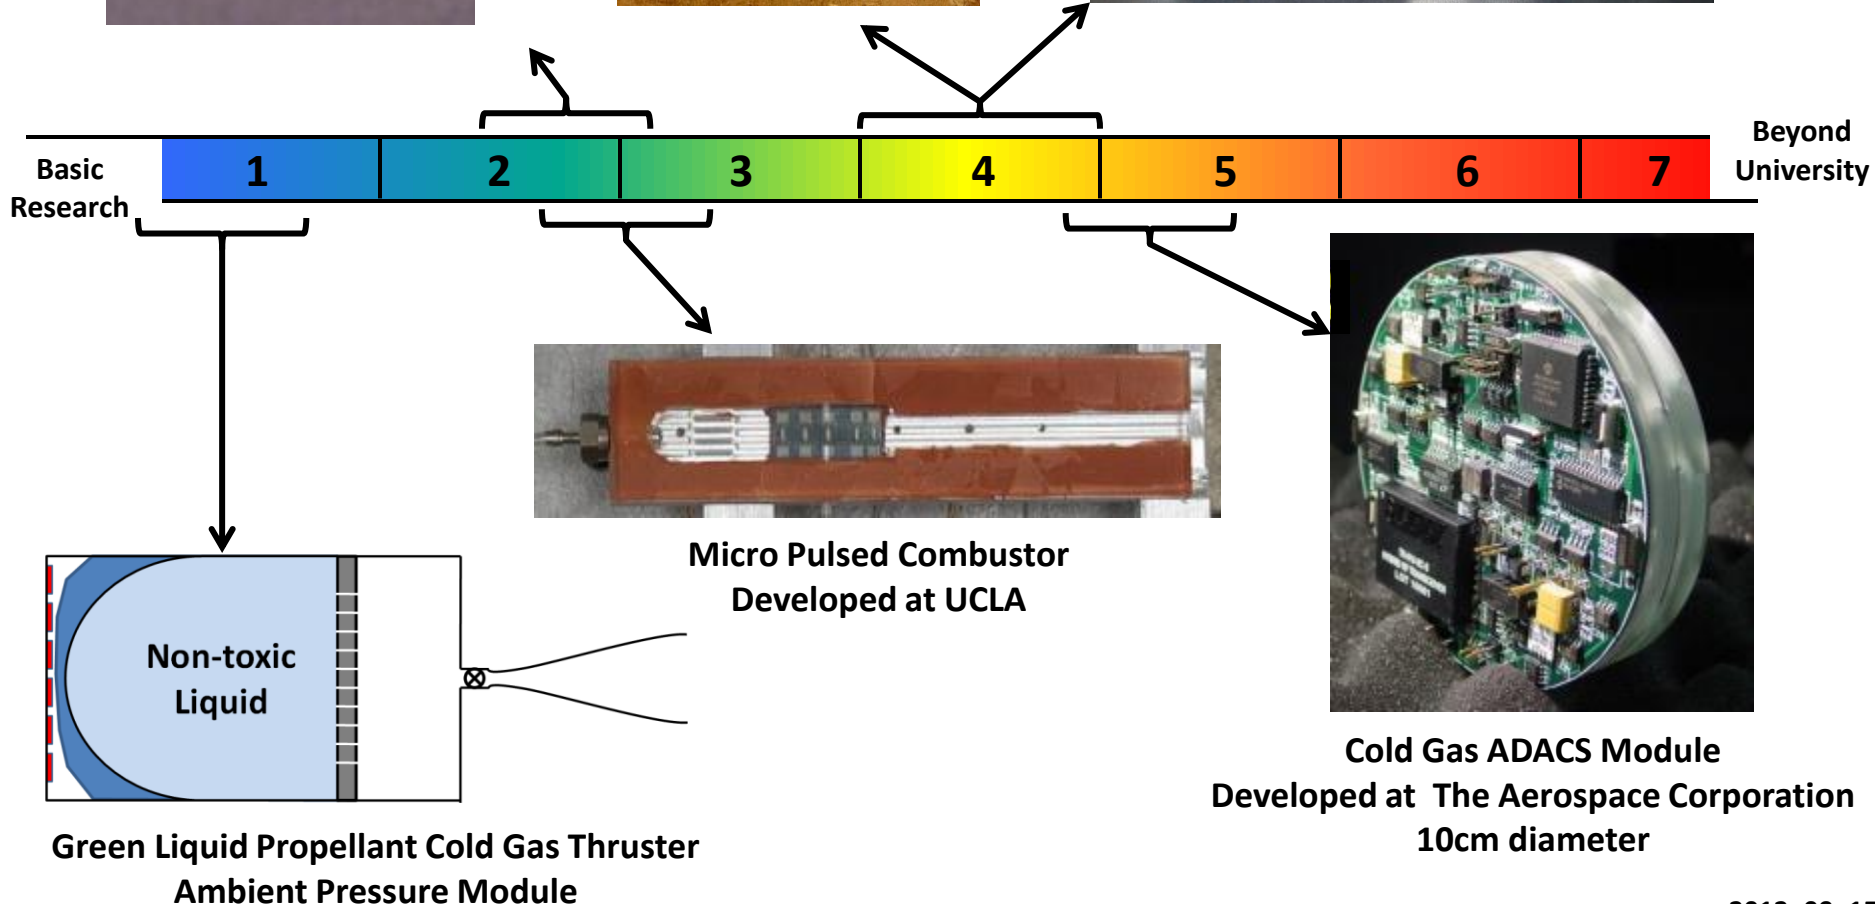 Basic
Research
1
2
3
4
5
6
7
Beyond
University
Non-toxic
Liquid
Micro Pulsed Combustor
Developed at UCLA
Cold Gas ADACS Module
Developed at The Aerospace Corporation
10cm diameter
Green Liquid Propellant Cold Gas Thruster
Ambient Pressure Module